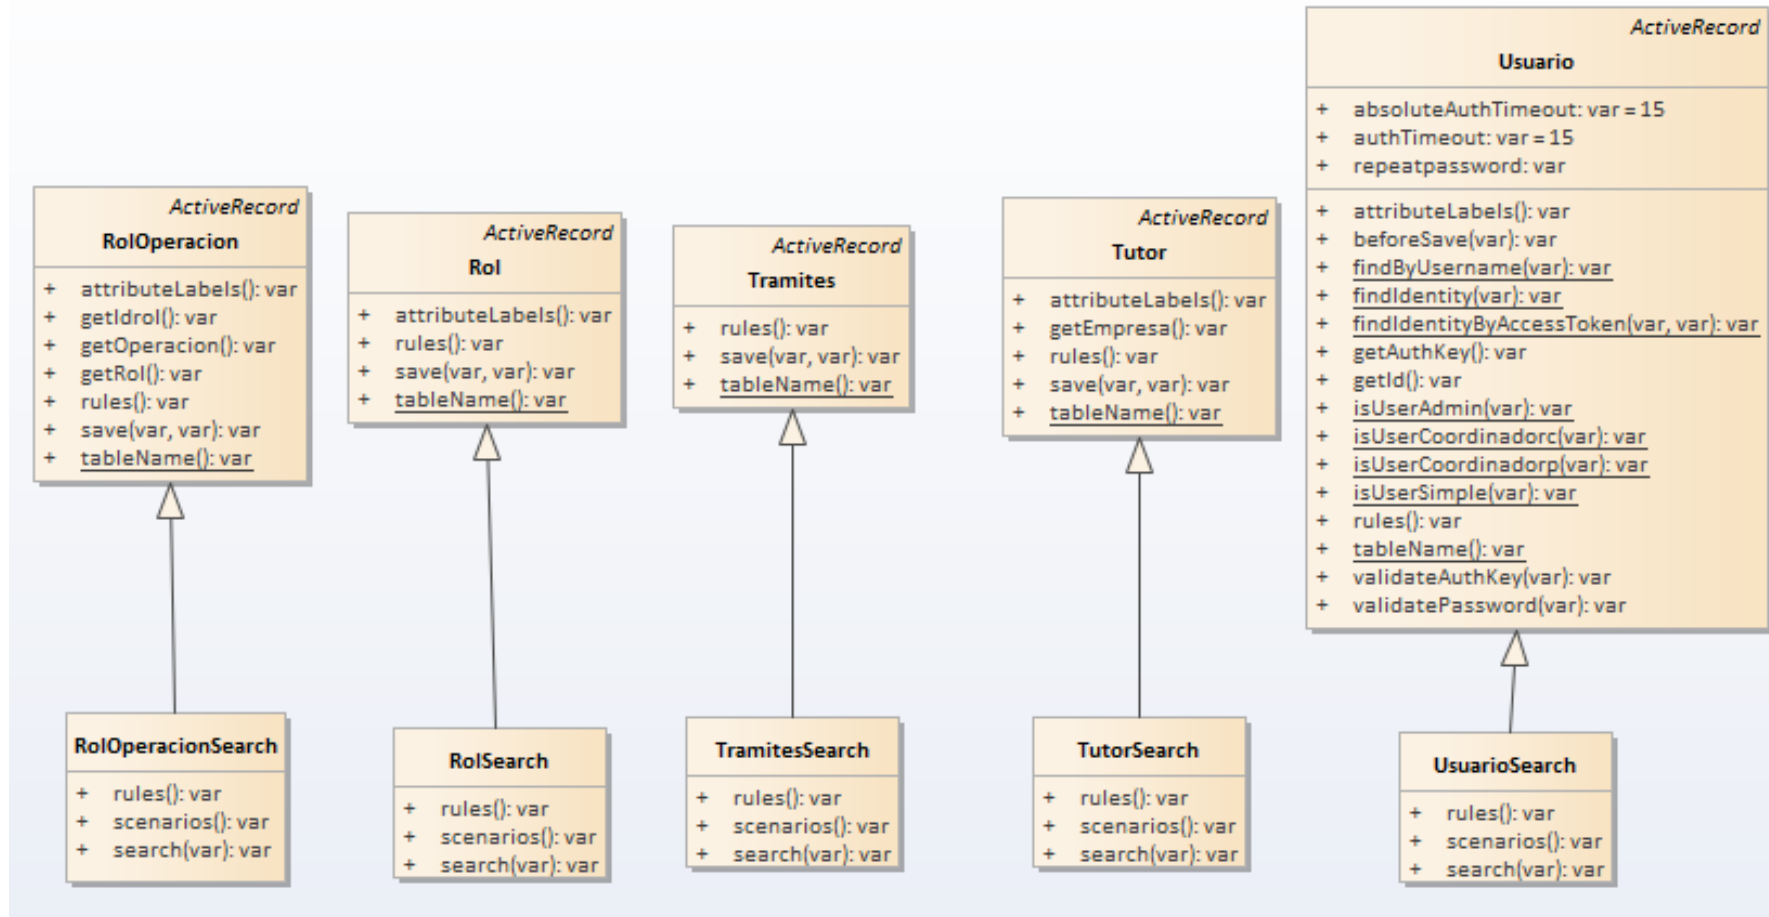 ActiveRecord
RolOperacion
+ attributeLabels(): var
+ getIdrol(): var
+ getOperacion(): var
+ getRol(): var
+ rules(): var
+ save(var, var): var
+ tableName(): var
ActiveRecord
Rol
+ attributeLabels(): var
+ rules(): var
+ save(var, var): var
+ tableName(): var
ActiveRecord
Tramites
+ rules(): var
+ save(var, var): var
+ tableName(): var
ActiveRecord
Tutor
+ attributeLabels(): var
+ getEmpresa(): var
+ rules(): var
+ save(var, var): var
+ tableName(): var
ActiveRecord
Usuario
+ absoluteAuthTimeout: var = 15
+ authTimeout: var = 15
+ repeatpassword: var
+ attributeLabels(): var
+ beforeSave(var): var
+ findByUsername(var): var
+ findIdentity(var): var
+ findIdentityByAccessToken(var, var): var
+ getAuthKey(): var
+ getId(): var
+ isUserAdmin(var): var
+ isUserCoordinadorc(var): var
+ isUserCoordinadorp(var): var
+ isUserSimple(var): var
+ rules(): var
+ tableName(): var
+ validateAuthKey(var): var
+ validatePassword(var): var
RolOperacionSearch
+ rules(): var
+ scenarios(): var
+ search(var): var
RolSearch
+ rules(): var
+ scenarios(): var
+ search(var): var
TramitesSearch
+ rules(): var
+ scenarios(): var
+ search(var): var
TutorSearch
+ rules(): var
+ scenarios(): var
+ search(var): var
UsuarioSearch
+ rules(): var
+ scenarios(): var
+ search(var): var